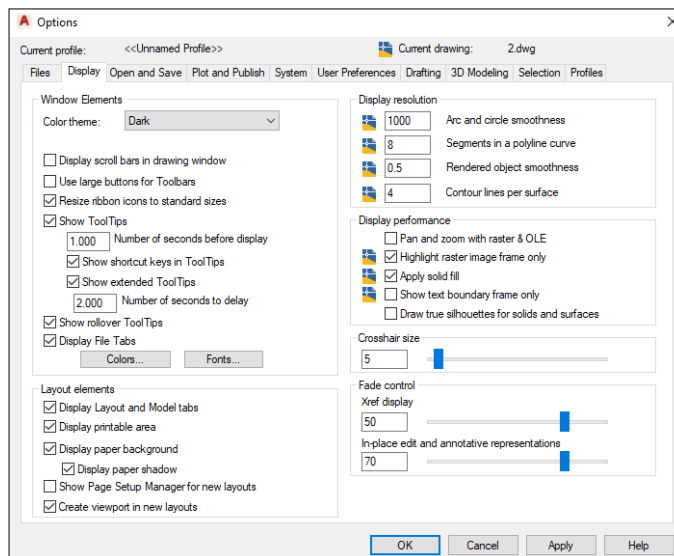 A Options
Current profile: <<Unnamed Profile>> Current drawing: 2.dwg
Files Display Open and Save Plot and Publish System User Preferences Drafting 3D Modeling Selection Profiles
Window Elements
Color theme: Dark
Display scroll bars in drawing window
Use large buttons for Toolbars
Resize ribbon icons to standard sizes
Show ToolTips
1.000 Number of seconds before display
Show shortcut keys in ToolTips
Show extended ToolTips
2.000 Number of seconds to delay
Show rollover ToolTips
Display File Tabs
Colors... Fonts...
Layout elements
Display Layout and Model tabs
Display printable area
Display paper background
Display paper shadow
Show Page Setup Manager for new layouts
Create viewport in new layouts
Display resolution
1000 Arc and circle smoothness
8 Segments in a polyline curve
0.5 Rendered object smoothness
4 Contour lines per surface
Display performance
Pan and zoom with raster & OLE
Highlight raster image frame only
Apply solid fill
Show text boundary frame only
Draw true silhouettes for solids and surfaces
Crosshair size
5
Fade control
Xref display
50
In-place edit and annotative representations
70
OK Cancel Apply Help